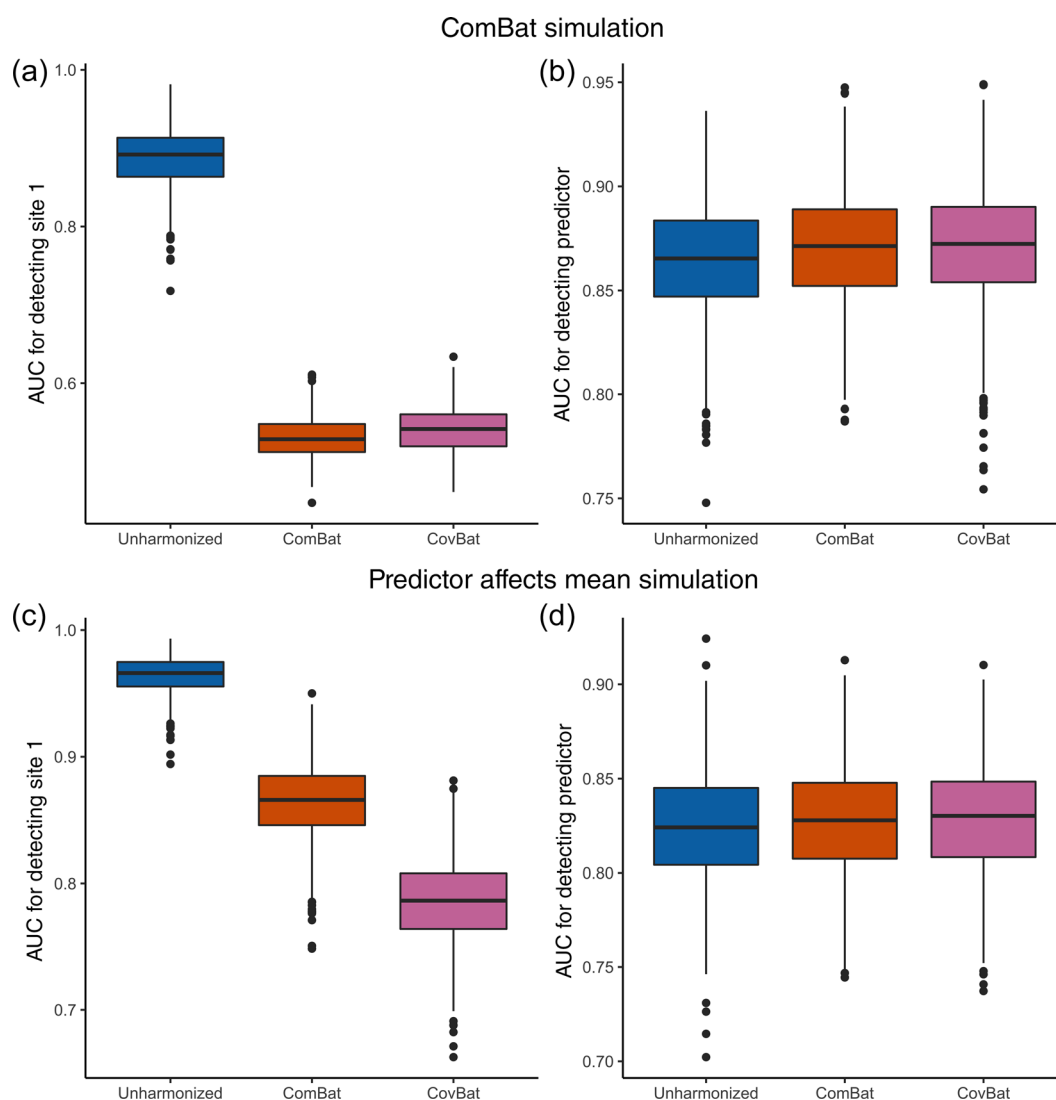 ComBat simulation
(a)
AUC for detecting site 1
1.0
0.8
0.6
Unharmonized
ComBat
CovBat
(b)
AUC for detecting predictor
0.95
0.90
0.85
0.80
0.75
Unharmonized
ComBat
CovBat
Predictor affects mean simulation
(c)
AUC for detecting site 1
1.0
0.9
0.8
0.7
Unharmonized
ComBat
CovBat
(d)
AUC for detecting predictor
0.90
0.85
0.80
0.75
0.70
Unharmonized
ComBat
CovBat